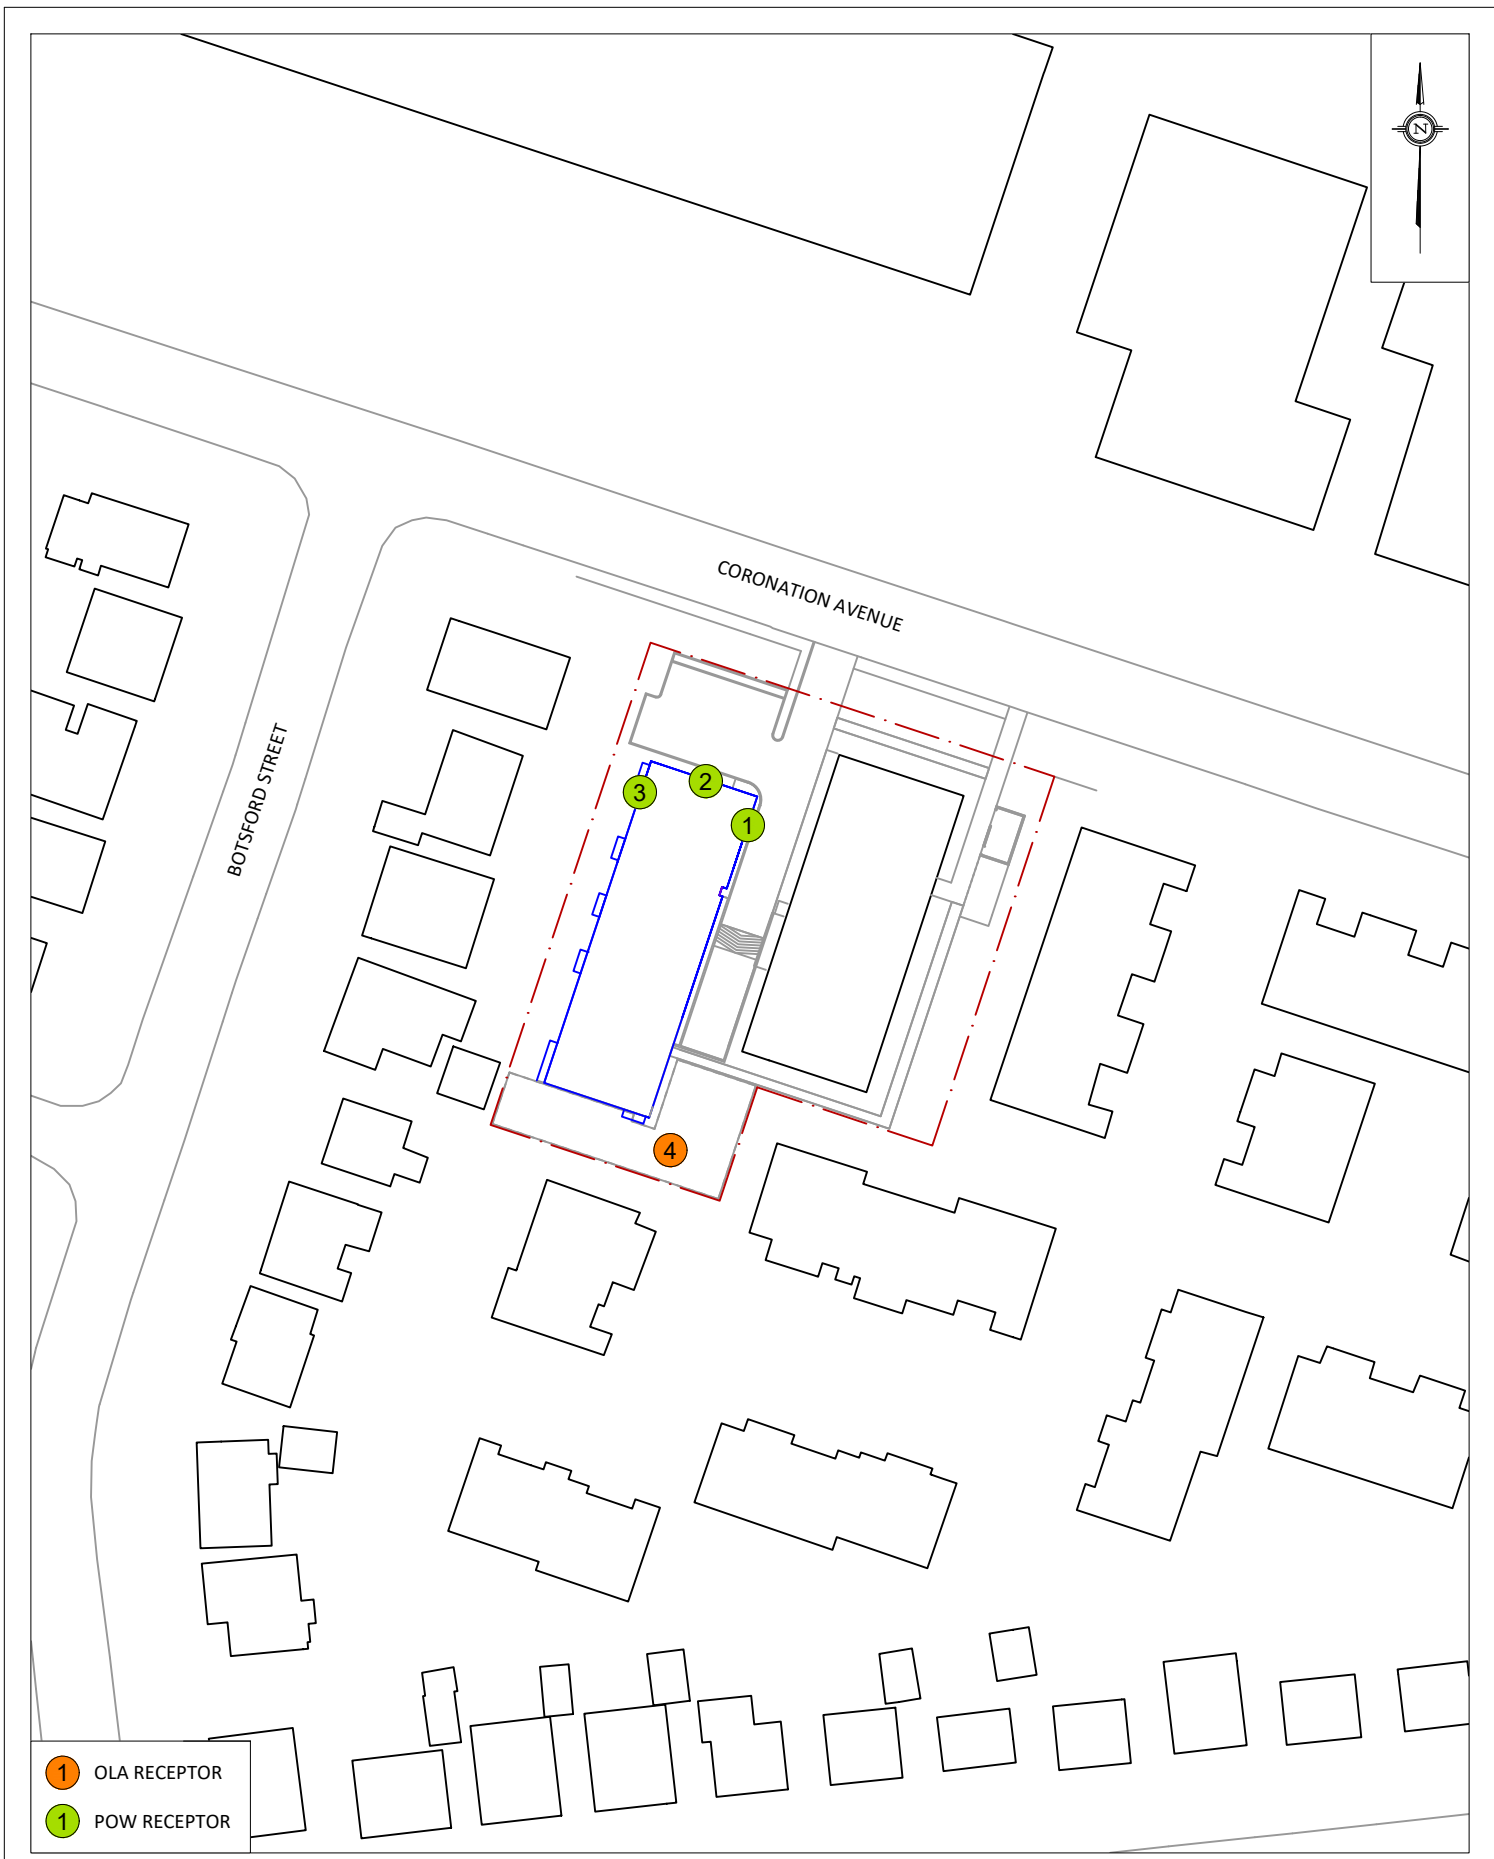 N
CORONATION AVENUE
BOTSFORD STREET
2
3
1
4
1 OLA RECEPTOR
1 POW RECEPTOR